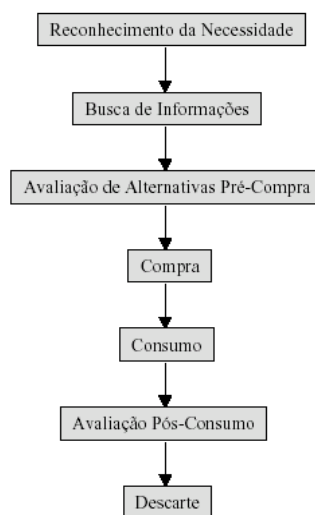 Reconhecimento da Necessidade
Busca de Informações
Avaliação de Alternativas Pré-Compra
Compra
Consumo
Avaliação Pós-Consumo
Descarte